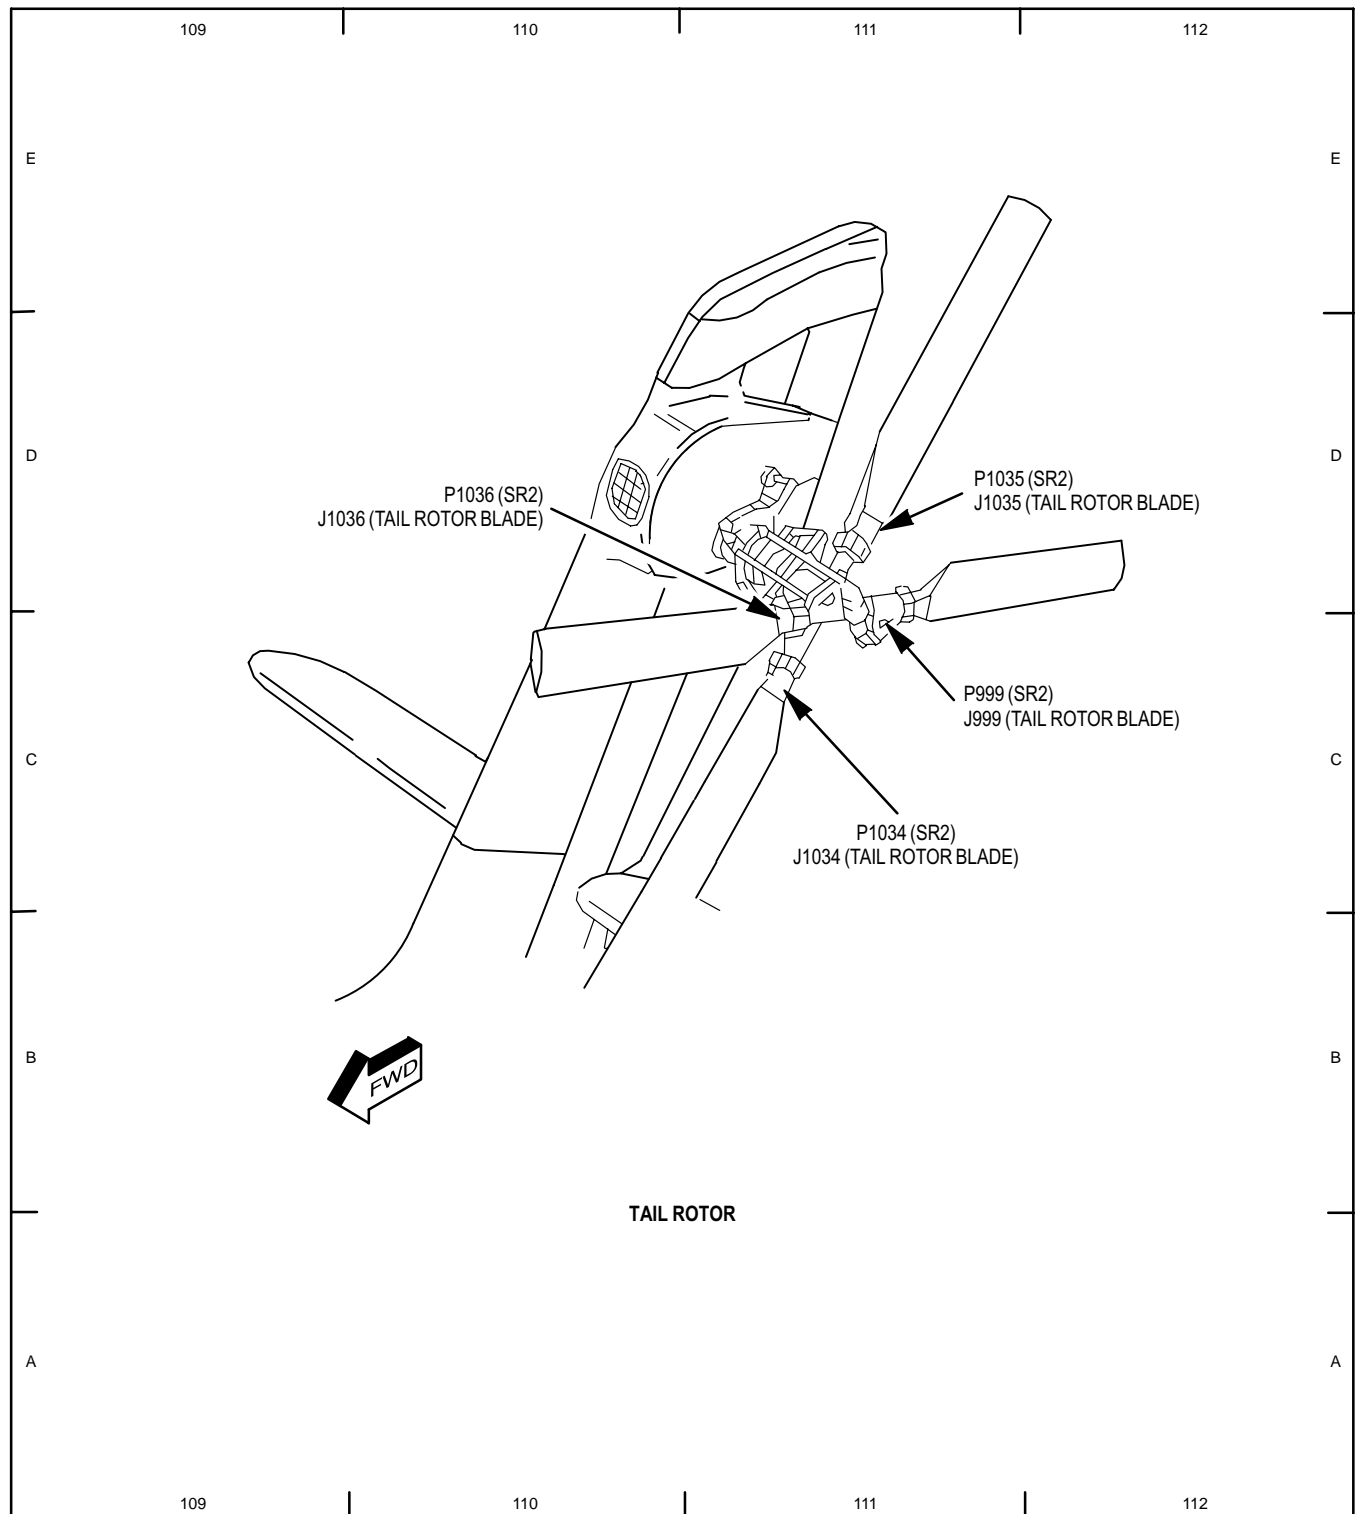 109 110 111 112
E E
D D
P1035 (SR2)
J1035 (TAIL ROTOR BLADE)
P1036 (SR2)
J1036 (TAIL ROTOR BLADE)
P999 (SR2)
J999 (TAIL ROTOR BLADE)
C C
P1034 (SR2)
J1034 (TAIL ROTOR BLADE)
B B
FWD
TAIL ROTOR
A A
109 110 111 112